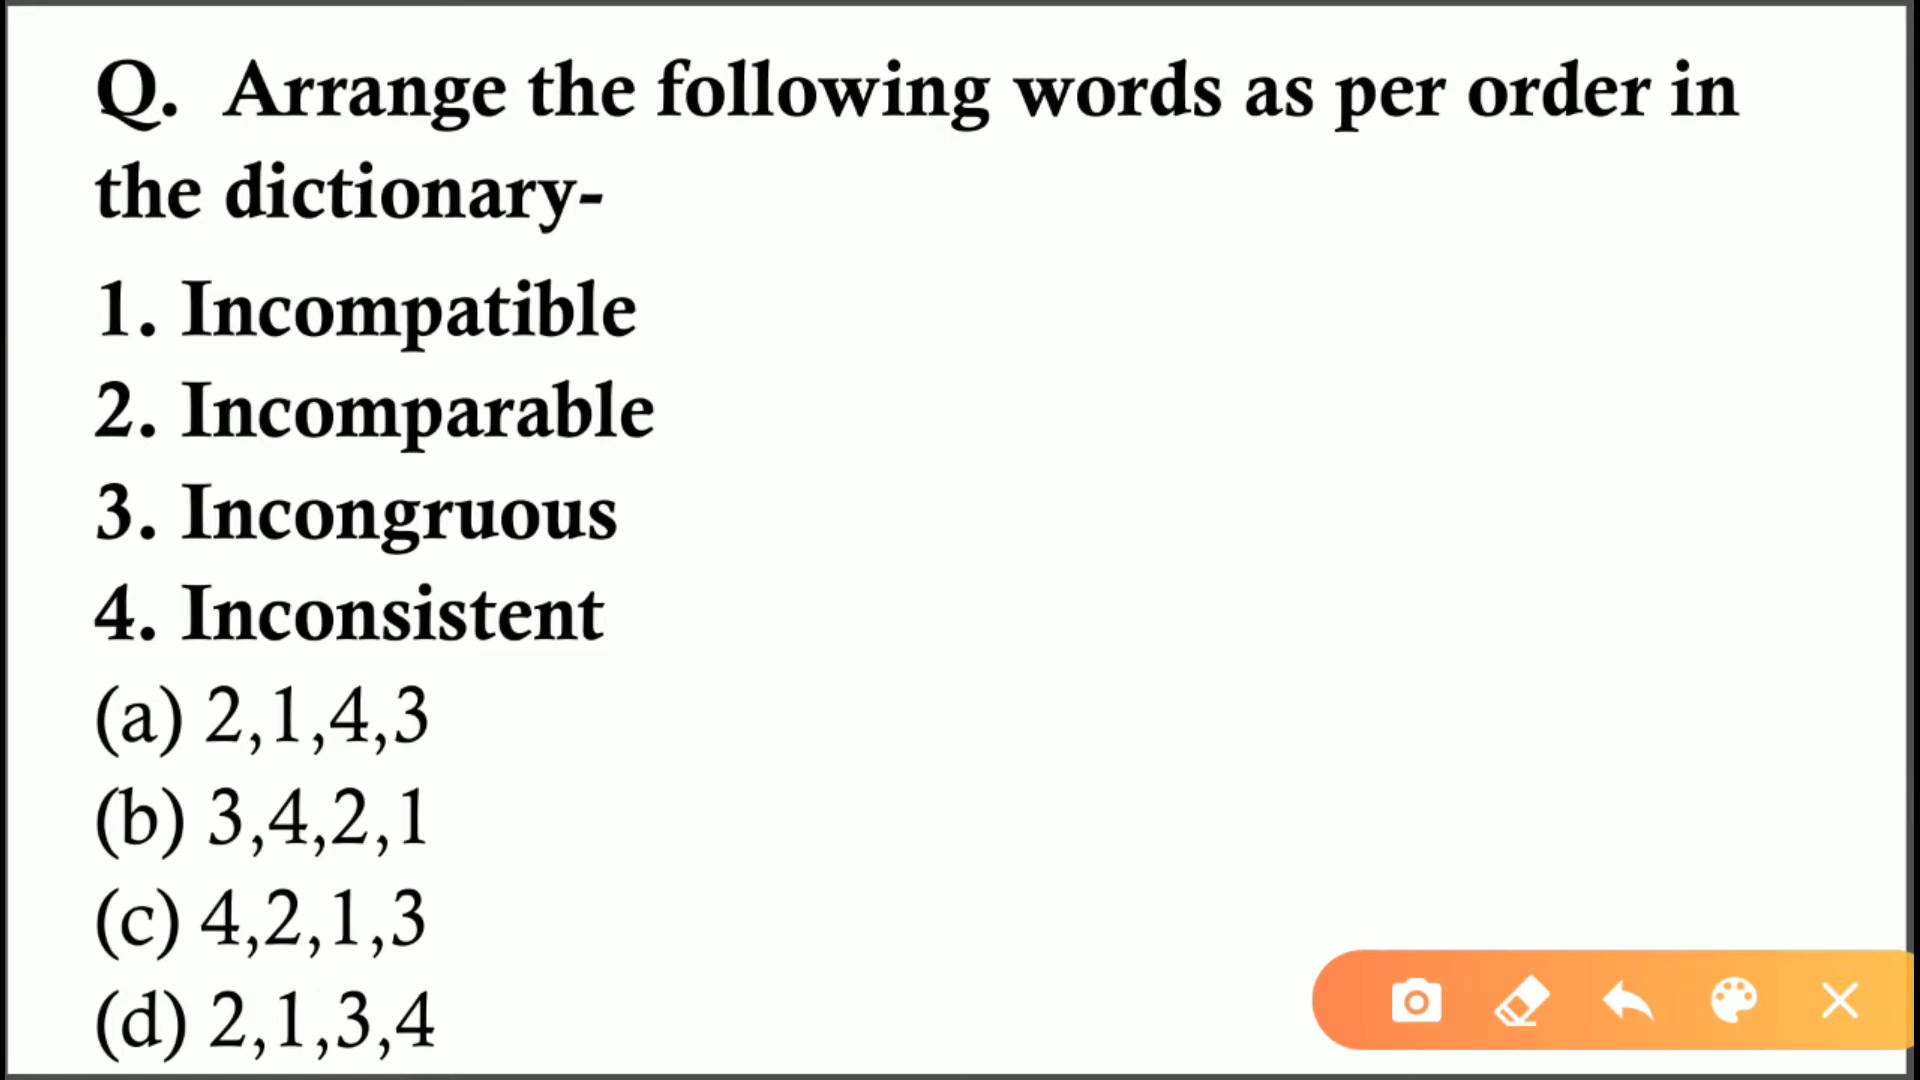 Q. Arrange the following words as per order in
the dictionary-
1. Incompatible
2. Incomparable
3. Incongruous
4. Inconsistent
(a) 2,1,4,3
(b) 3,4,2,1
(c) 4,2,1,3
(d) 2,1,3,4